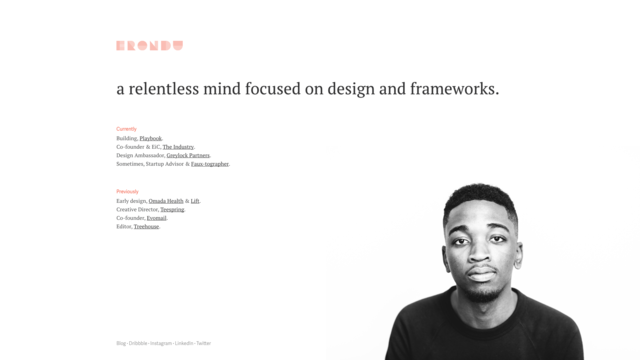 ERONDU
a relentless mind focused on design and frameworks.
Currently
Building, Playbook.
Co-founder & EiC, The Industry.
Design Ambassador, Greylock Partners.
Sometimes, Startup Advisor & Faux-tographer.
Previously
Early design, Omada Health & Lift.
Creative Director, Teespring.
Co-founder, Evomail.
Editor, Treehouse.
Blog · Dribbble · Instagram · LinkedIn · Twitter